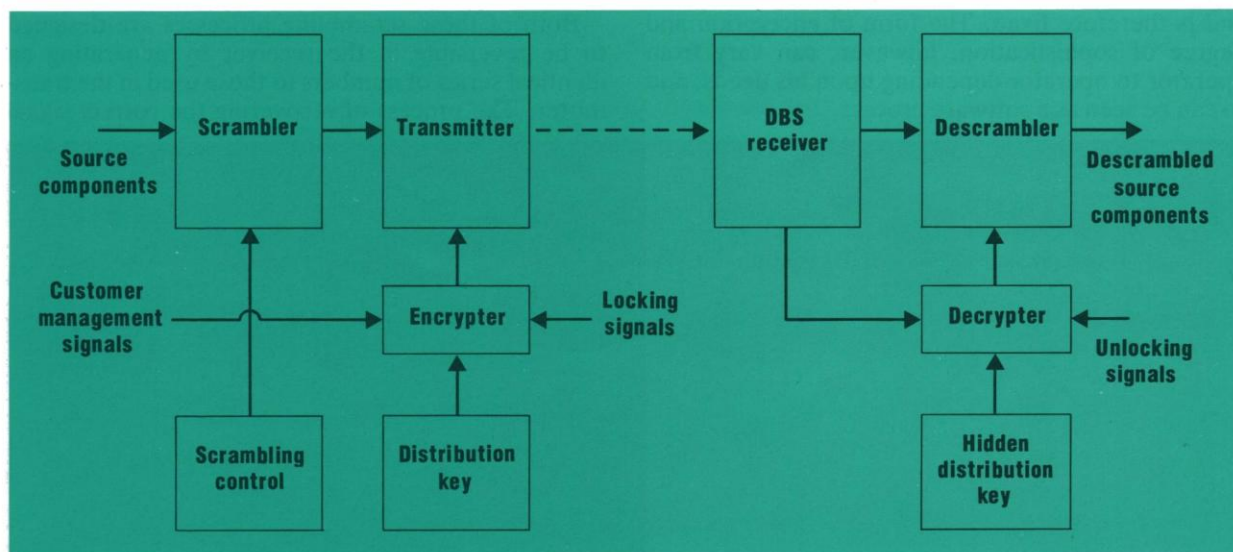 Scrambler
Transmitter
DBS
receiver
Descrambler
Source
components
Descrambled
source
components
Customer
management
signals
Encrypter
Locking
signals
Decrypter
Unlocking
signals
Scrambling
control
Distribution
key
Hidden
distribution
key